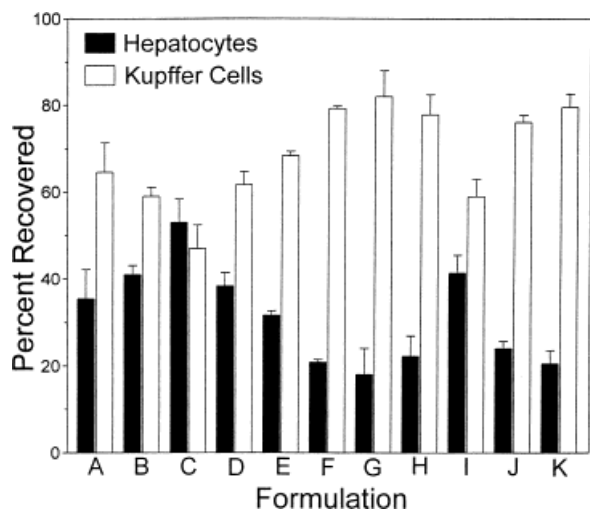 100
80
60
40
20
0
Percent Recovered
Hepatocytes
Kupffer Cells
A B C D E F G H I J K
Formulation